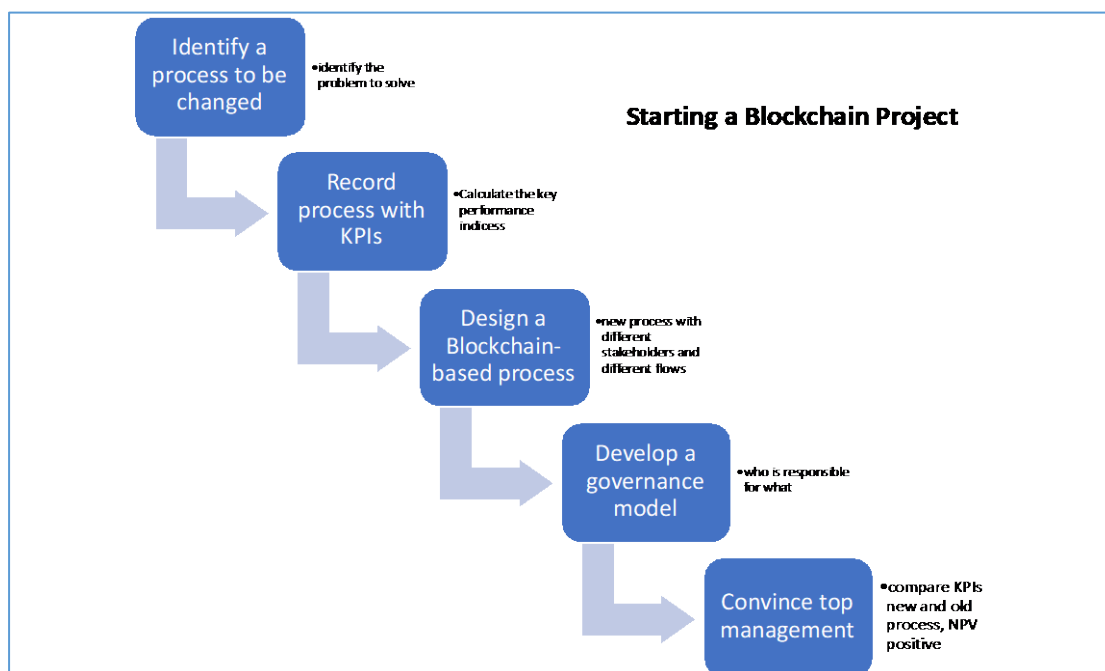 Identify a
process to be
changed
•identify the
problem to solve
Starting a Blockchain Project
Record
process with
KPIs
•Calculate the key
performance
indicess
Design a
Blockchain-
based process
•new process with
different
stakeholders and
different flows
Develop a
governance
model
•who is responsible
for what
Convince top
management
•compare KPIs
new and old
process, NPV
positive